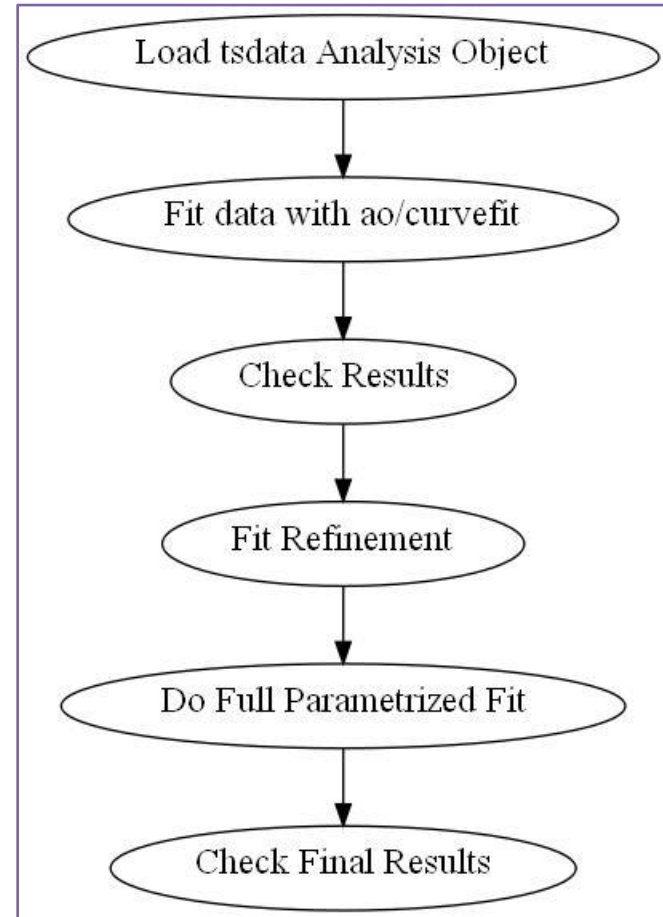 Load tsdata Analysis Object
Fit data with ao/curvefit
Check Results
Fit Refinement
Do Full Parametrized Fit
Check Final Results